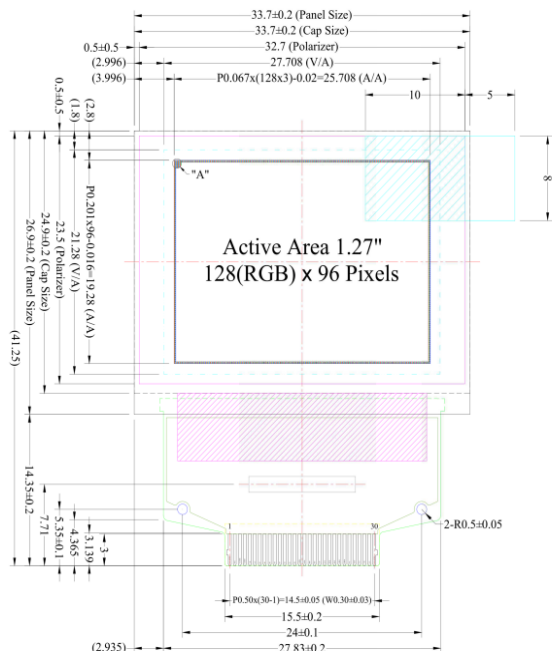 33.7±0.2 (Panel Size)
33.7±0.2 (Cap Size)
0.5±0.5
32.7 (Polarizer)
(2.996)
27.708 (V/A)
(3.996)
P0.067x(128x3)-0.02=25.708 (A/A)
0.5±0.5
(1.8)
(2.8)
10
5
8
"A"
Active Area 1.27"
128(RGB) x 96 Pixels
P0.201x96-0.016=19.28 (A/A)
21.28 (V/A)
23.5 (Polarizer)
24.9±0.2 (Cap Size)
26.9±0.2 (Panel Size)
(41.25)
14.35±0.2
7.71
5.35±0.1
4.365
3.139
3
1
30
2-R0.5±0.05
P0.50x(30-1)=14.5±0.05 (W0.30±0.03)
15.5±0.2
24±0.1
(2.935)
27.83±0.2